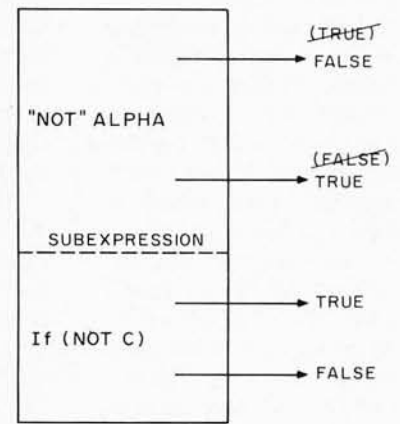 (TRUE)
FALSE
"NOT" ALPHA
(FALSE)
TRUE
SUBEXPRESSION
TRUE
If (NOT C)
FALSE